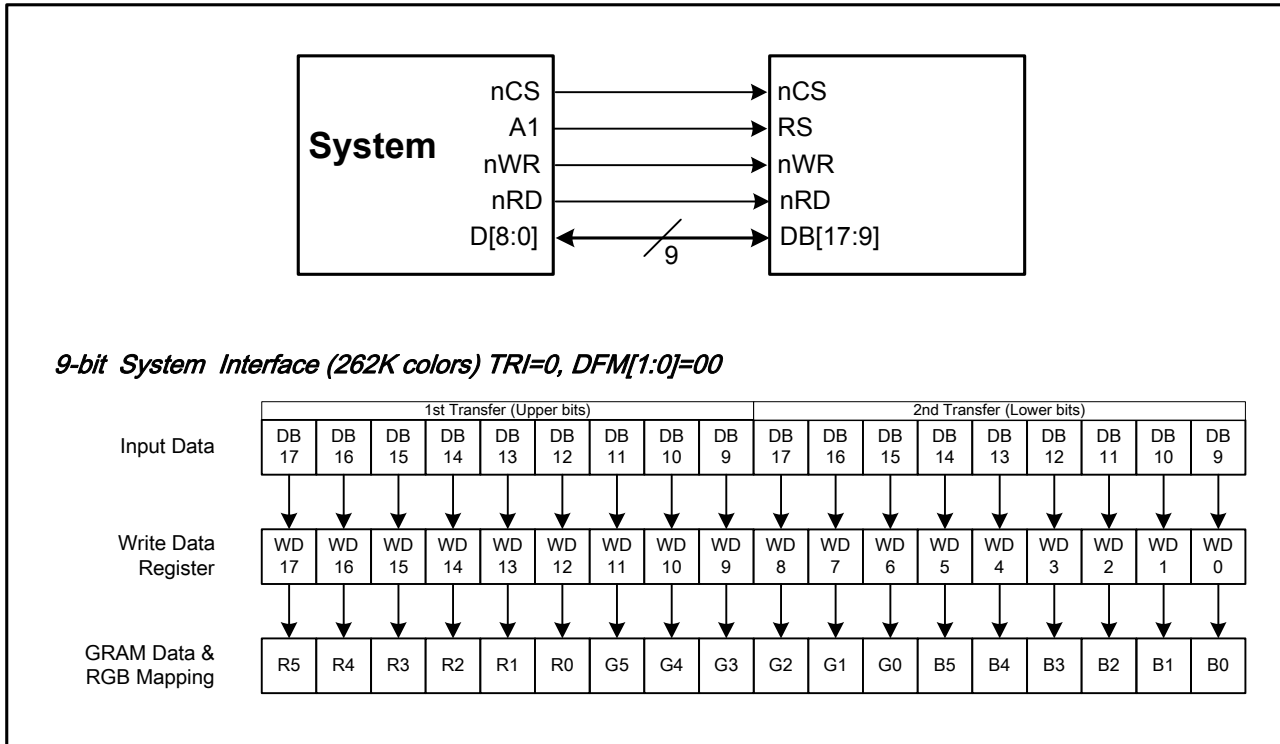 nCS nCS
A1 RS
System
nWR nWR
nRD nRD
D[8:0] DB[17:9]
9
9-bit System Interface (262K colors) TRI=0, DFM[1:0]=00
1st Transfer (Upper bits) 2nd Transfer (Lower bits)
Input Data
DB DB DB DB DB DB DB DB DB DB DB DB DB DB DB DB DB DB
17 16 15 14 13 12 11 10 9 17 16 15 14 13 12 11 10 9
Write Data
Register
WD WD WD WD WD WD WD WD WD WD WD WD WD WD WD WD WD WD
17 16 15 14 13 12 11 10 9 8 7 6 5 4 3 2 1 0
GRAM Data &
RGB Mapping
R5 R4 R3 R2 R1 R0 G5 G4 G3 G2 G1 G0 B5 B4 B3 B2 B1 B0